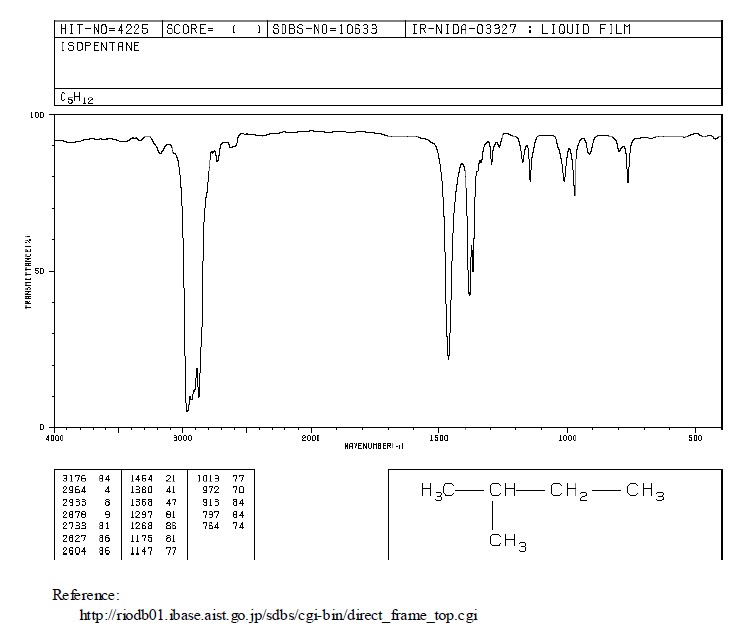 HIT-NO=4225 SCORE= ( ) SDBS-NO=10633 IR-NIDA-03327 : LIQUID FILM
ISOPENTANE
C5H12
100
50
0
TRANSMITTANCE(%)
4000 3000 2000 1500 1000 500
WAVENUMBER(-1)
3176 84 1464 21 1013 77
2964 4 1380 41 972 70
2933 8 1368 47 913 84
2878 9 1297 81 797 84
2733 81 1268 86 764 74
2627 86 1175 81
2604 86 1147 77
H3C CH CH2 CH3
CH3
Reference:
http://riodb01.ibase.aist.go.jp/sdbs/cgi-bin/direct_frame_top.cgi